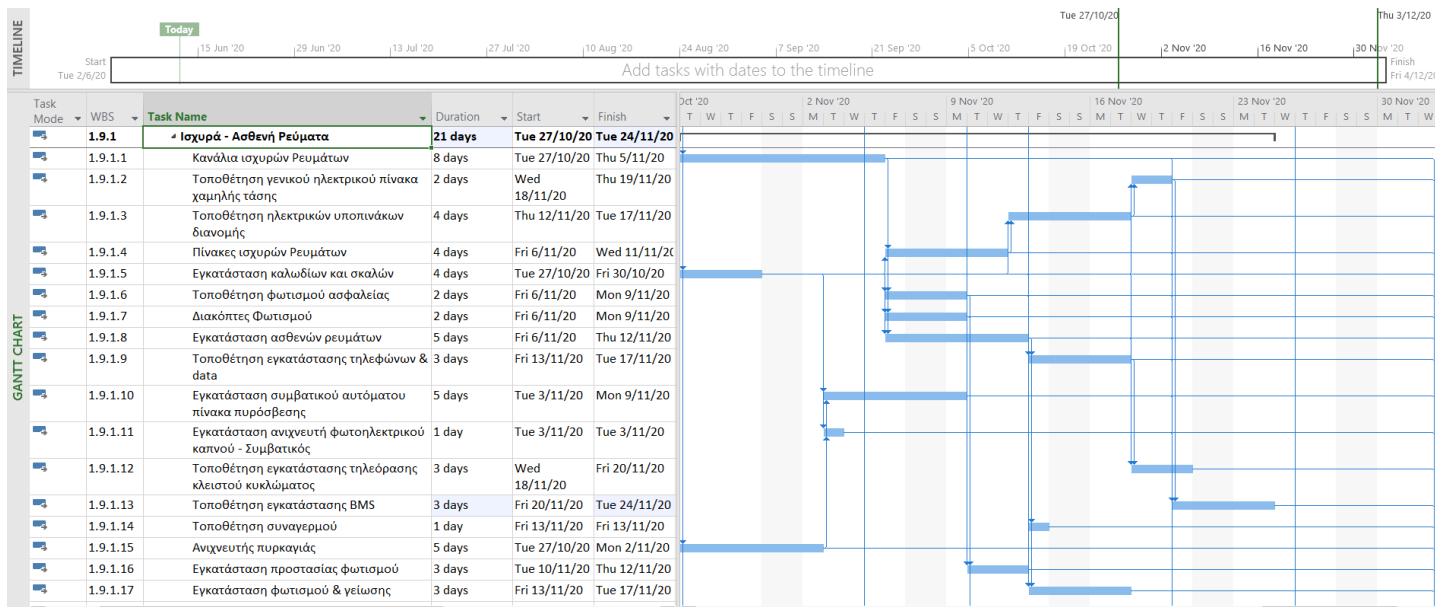 Tue 27/10/20 Thu 3/12/20
Today
15 Jun '20 29 Jun '20 13 Jul '20 27 Jul '20 10 Aug '20 24 Aug '20 7 Sep '20 21 Sep '20 5 Oct '20 19 Oct '20 2 Nov '20 16 Nov '20 30 Nov '20
TIMELINE
Start
Tue 2/6/20
Add tasks with dates to the timeline
Finish
Fri 4/12/20
Task Mode WBS Task Name Duration Start Finish
Oct '20 2 Nov '20 9 Nov '20 16 Nov '20 23 Nov '20 30 Nov '20
T W T F S S M T W T F S S M T W T F S S M T W T F S S M T W T F S S M T W
GANTT CHART
1.9.1 Ισχυρά - Ασθενή Ρεύματα 21 days Tue 27/10/20 Tue 24/11/20
1.9.1.1 Κανάλια ισχυρών Ρευμάτων 8 days Tue 27/10/20 Thu 5/11/20
1.9.1.2 Τοποθέτηση γενικού ηλεκτρικού πίνακα 2 days Wed Thu 19/11/20
χαμηλής τάσης 18/11/20
1.9.1.3 Τοποθέτηση ηλεκτρικών υποπινάκων 4 days Thu 12/11/20 Tue 17/11/20
διανομής
1.9.1.4 Πίνακες ισχυρών Ρευμάτων 4 days Fri 6/11/20 Wed 11/11/20
1.9.1.5 Εγκατάσταση καλωδίων και σκαλών 4 days Tue 27/10/20 Fri 30/10/20
1.9.1.6 Τοποθέτηση φωτισμού ασφαλείας 2 days Fri 6/11/20 Mon 9/11/20
1.9.1.7 Διακόπτες Φωτισμού 2 days Fri 6/11/20 Mon 9/11/20
1.9.1.8 Εγκατάσταση ασθενών ρευμάτων 5 days Fri 6/11/20 Thu 12/11/20
1.9.1.9 Τοποθέτηση εγκατάστασης τηλεφώνων & 3 days Fri 13/11/20 Tue 17/11/20
data
1.9.1.10 Εγκατάσταση συμβατικού αυτόματου 5 days Tue 3/11/20 Mon 9/11/20
πίνακα πυρόσβεσης
1.9.1.11 Εγκατάσταση ανιχνευτή φωτοηλεκτρικού 1 day Tue 3/11/20 Tue 3/11/20
καπνού - Συμβατικός
1.9.1.12 Τοποθέτηση εγκατάστασης τηλεόρασης 3 days Wed Fri 20/11/20
κλειστού κυκλώματος 18/11/20
1.9.1.13 Τοποθέτηση εγκατάστασης BMS 3 days Fri 20/11/20 Tue 24/11/20
1.9.1.14 Τοποθέτηση συναγερμού 1 day Fri 13/11/20 Fri 13/11/20
1.9.1.15 Ανιχνευτής πυρκαγιάς 5 days Tue 27/10/20 Mon 2/11/20
1.9.1.16 Εγκατάσταση προστασίας φωτισμού 3 days Tue 10/11/20 Thu 12/11/20
1.9.1.17 Εγκατάσταση φωτισμού & γείωσης 3 days Fri 13/11/20 Tue 17/11/20